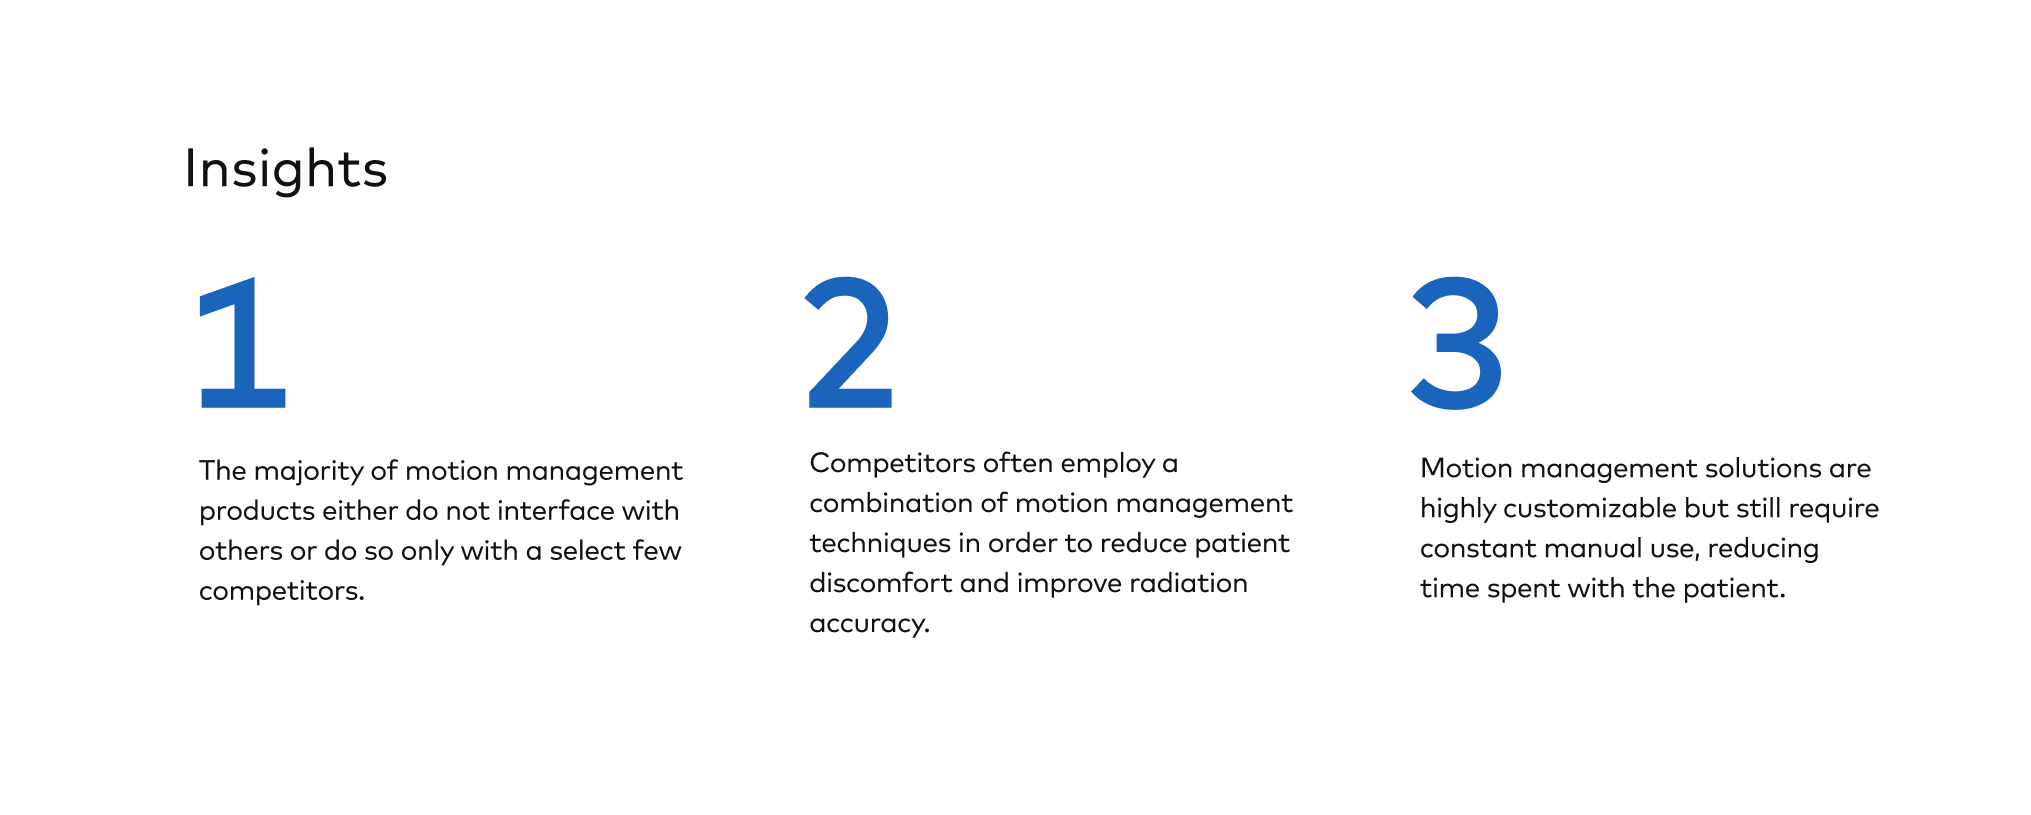 Insights
1
The majority of motion management
products either do not interface with
others or do so only with a select few
competitors.
2
Competitors often employ a
combination of motion management
techniques in order to reduce patient
discomfort and improve radiation
accuracy.
3
Motion management solutions are
highly customizable but still require
constant manual use, reducing
time spent with the patient.